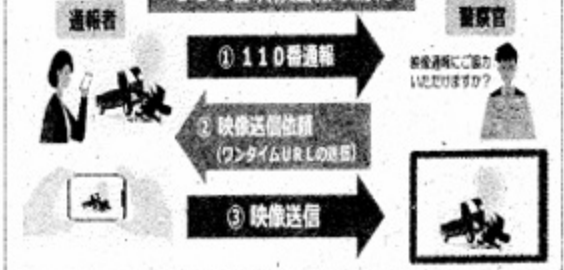 通報者
警察官
① 110番通報
映像通報にご協力
いただけますか?
② 映像送信依頼
(ワンタイムURLの送信)
③ 映像送信